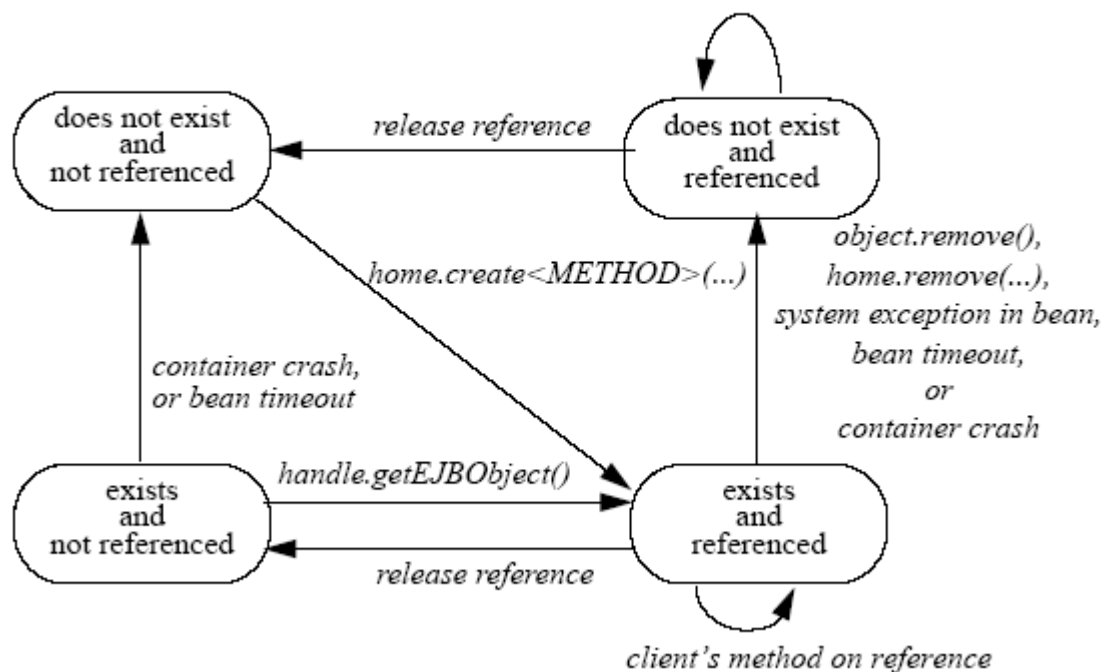 does not exist
and
not referenced
release reference
does not exist
and
referenced
home.create<METHOD>(...)
object.remove(),
home.remove(...),
system exception in bean,
bean timeout,
or
container crash
container crash,
or bean timeout
exists
and
not referenced
handle.getEJBObject()
release reference
exists
and
referenced
client's method on reference